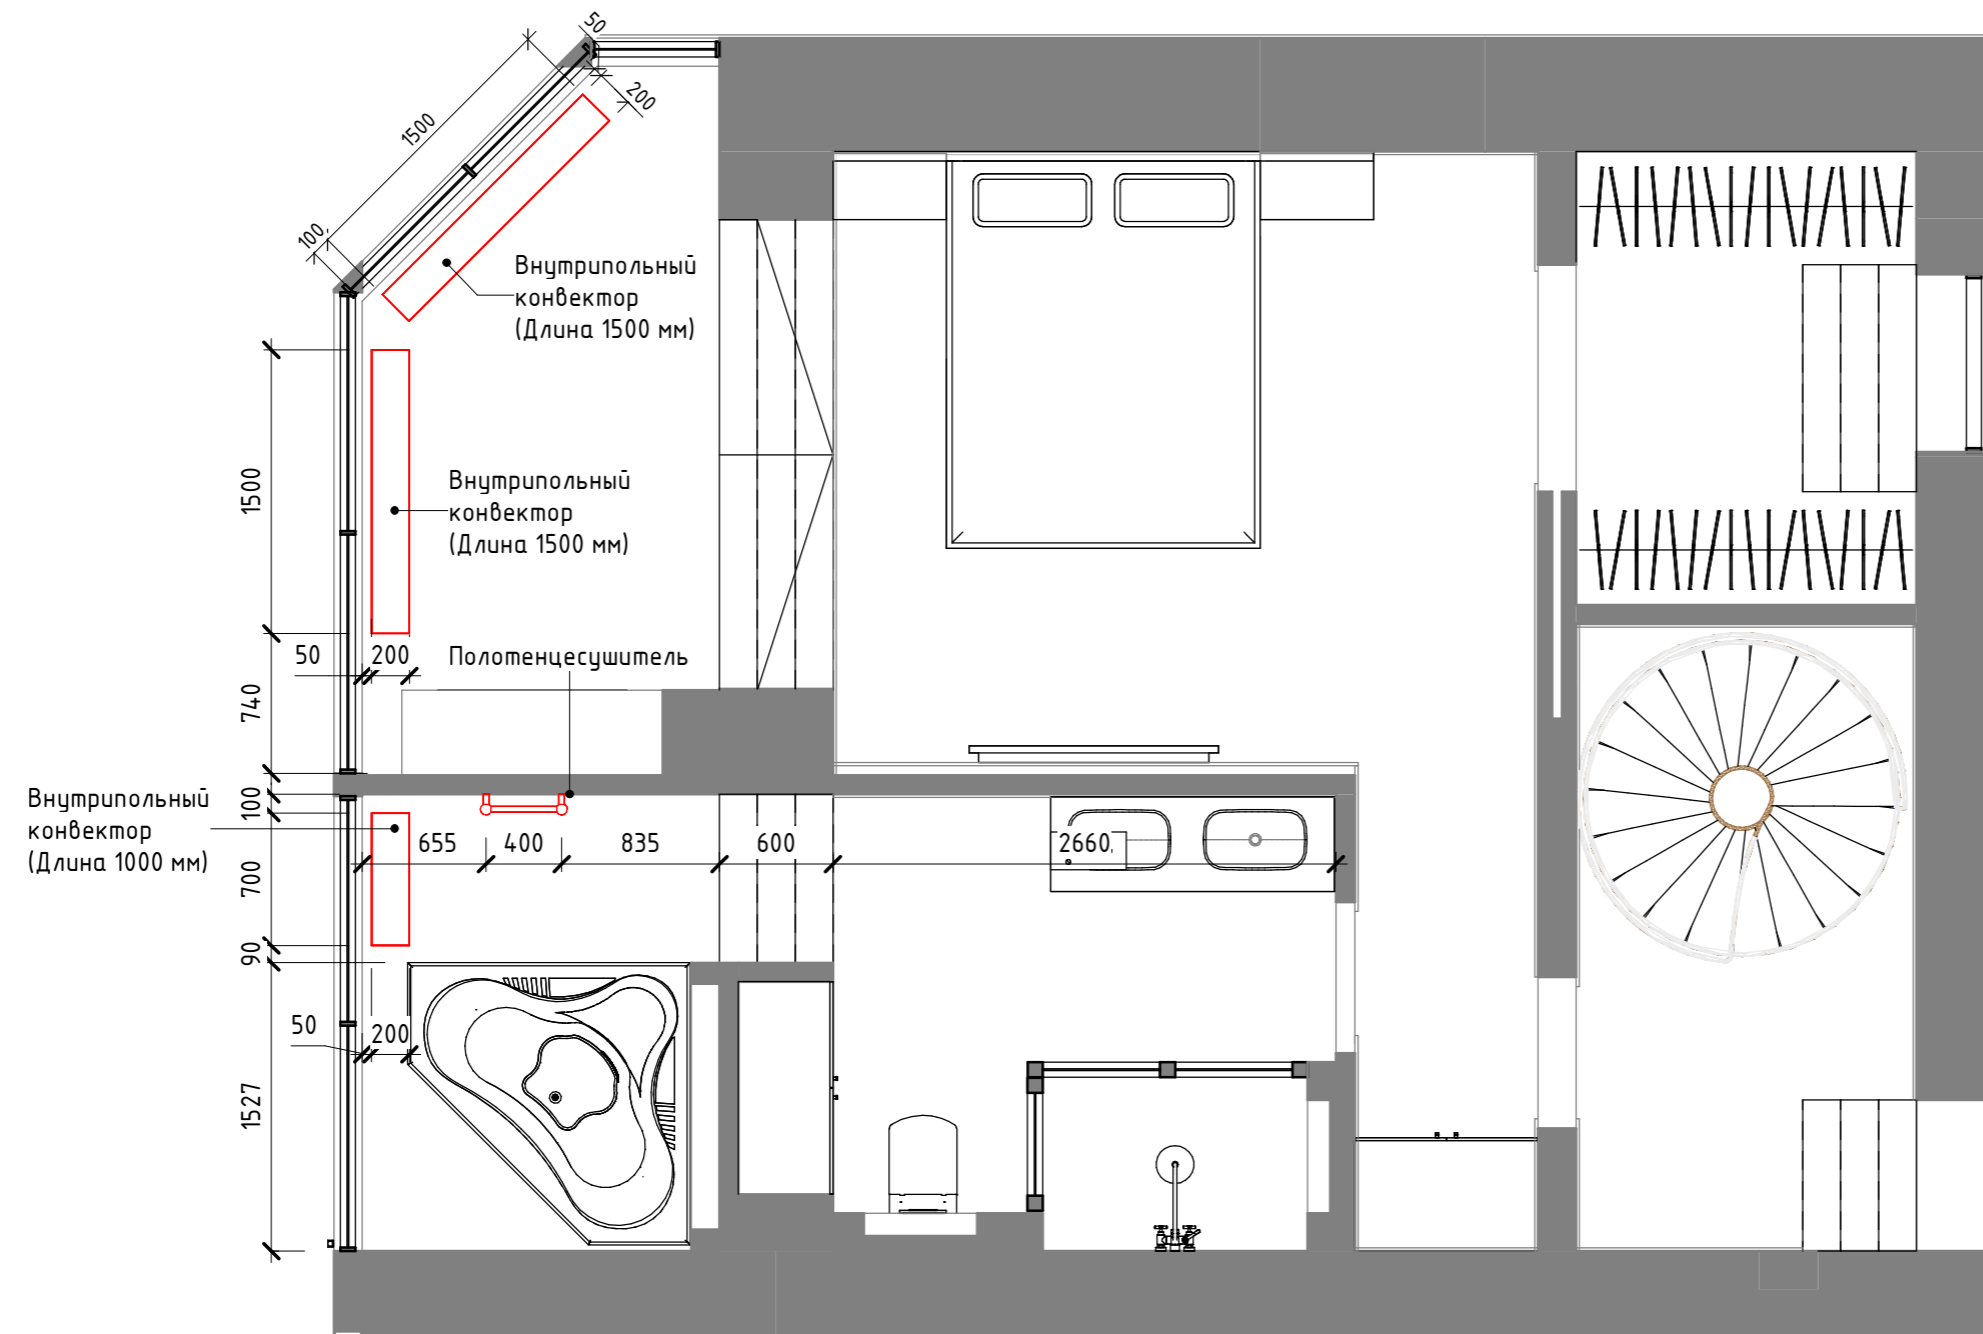 50
200
1500
100
Внутрипольный
конвектор
(Длина 1500 мм)
1500
Внутрипольный
конвектор
(Длина 1500 мм)
50
200
Полотенцесушитель
740
Внутрипольный
конвектор
(Длина 1000 мм)
100
655
400
835
600
2660
700
90
50
200
1527